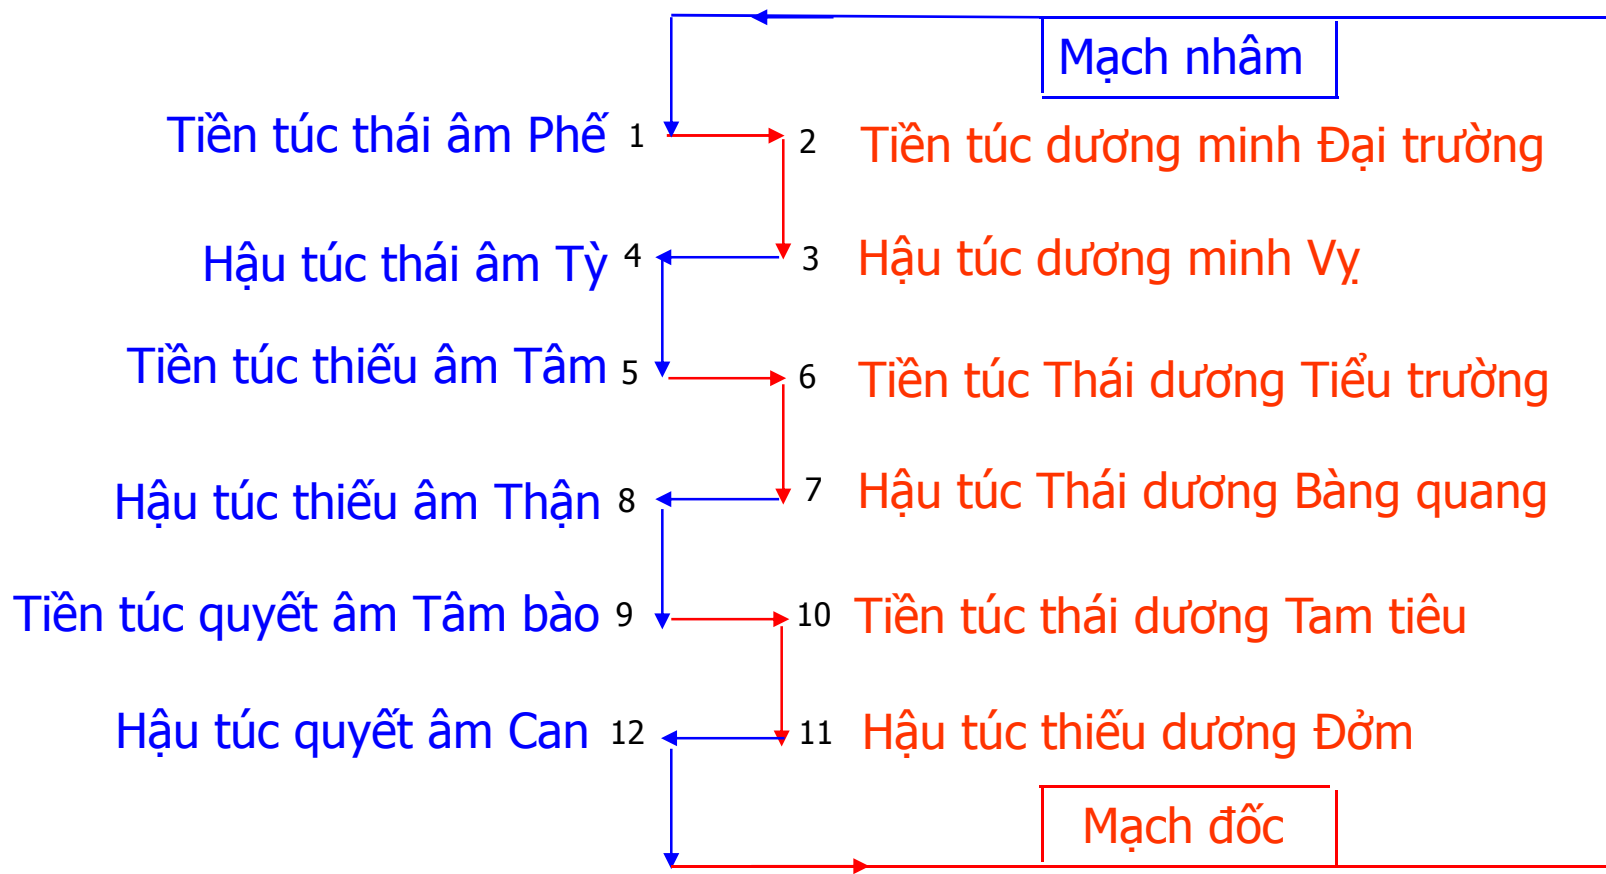 Mạch nhâm
Tiền túc thái âm Phế 1 2 Tiền túc dương minh Đại trường
Hậu túc thái âm Tỳ 4 3 Hậu túc dương minh Vỵ
Tiền túc thiếu âm Tâm 5 6 Tiền túc Thái dương Tiểu trường
Hậu túc thiếu âm Thận 8 7 Hậu túc Thái dương Bàng quang
Tiền túc quyết âm Tâm bào 9 10 Tiền túc thái dương Tam tiêu
Hậu túc quyết âm Can 12 11 Hậu túc thiếu dương Đởm
Mạch đốc